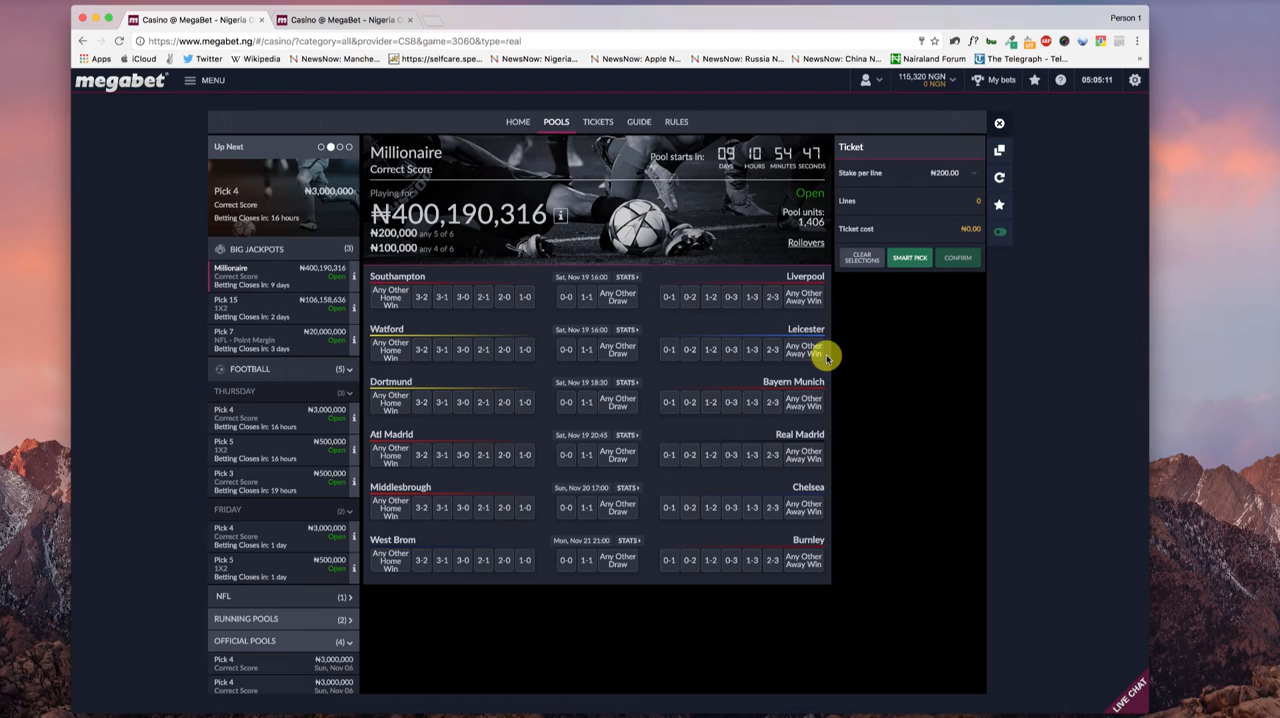 Casino @ MegaBet - Nigeria O ×
Casino @ MegaBet - Nigeria O ×
Person 1
https://www.megabet.ng/#/casino/?category=all&provider=CSB&game=3060&type=real
Apps
iCloud
Twitter
Wikipedia
NewsNow: Manche...
https://selfcare.spe...
NewsNow: Nigeria...
NewsNow: Apple N...
NewsNow: Russia N...
NewsNow: China N...
Nairaland Forum
The Telegraph - Tel...
»
megabet
MENU
115,320 NGN
0 NGN
My bets
05:05:11
HOME
POOLS
TICKETS
GUIDE
RULES
Up Next
Pick 4 ₦3,000,000
Correct Score
Betting Closes in: 16 hours
BIG JACKPOTS (3)
Millionaire ₦400,190,316
Correct Score Open
Betting Closes in: 9 days
Pick 15 ₦106,158,636
1X2 Open
Betting Closes in: 2 days
Pick 7 ₦20,000,000
NFL - Point Margin Open
Betting Closes in: 3 days
FOOTBALL (5)
THURSDAY (3)
Pick 4 ₦3,000,000
Correct Score Open
Betting Closes in: 16 hours
Pick 5 ₦500,000
1X2 Open
Betting Closes in: 16 hours
Pick 3 ₦500,000
Correct Score Open
Betting Closes in: 19 hours
FRIDAY (2)
Pick 4 ₦3,000,000
Correct Score Open
Betting Closes in: 1 day
Pick 5 ₦500,000
1X2 Open
Betting Closes in: 1 day
NFL (1)
RUNNING POOLS (2)
OFFICIAL POOLS (4)
Pick 4 ₦3,000,000
Correct Score Sun, Nov 06
Pick 4 ₦3,000,000
Correct Score Sun, Nov 06
Millionaire
Correct Score
Pool starts in: 09 10 54 47
DAYS HOURS MINUTES SECONDS
Playing for
₦400,190,316
₦200,000 any 5 of 6
₦100,000 any 4 of 6
Open
Pool units:
1,406
Rollovers
Southampton Sat, Nov 19 16:00 STATS Liverpool
Any Other Home Win 3-2 3-1 3-0 2-1 2-0 1-0 0-0 1-1 Any Other Draw 0-1 0-2 1-2 0-3 1-3 2-3 Any Other Away Win
Watford Sat, Nov 19 16:00 STATS Leicester
Any Other Home Win 3-2 3-1 3-0 2-1 2-0 1-0 0-0 1-1 Any Other Draw 0-1 0-2 1-2 0-3 1-3 2-3 Any Other Away Win
Dortmund Sat, Nov 19 18:30 STATS Bayern Munich
Any Other Home Win 3-2 3-1 3-0 2-1 2-0 1-0 0-0 1-1 Any Other Draw 0-1 0-2 1-2 0-3 1-3 2-3 Any Other Away Win
Atl Madrid Sat, Nov 19 20:45 STATS Real Madrid
Any Other Home Win 3-2 3-1 3-0 2-1 2-0 1-0 0-0 1-1 Any Other Draw 0-1 0-2 1-2 0-3 1-3 2-3 Any Other Away Win
Middlesbrough Sun, Nov 20 17:00 STATS Chelsea
Any Other Home Win 3-2 3-1 3-0 2-1 2-0 1-0 0-0 1-1 Any Other Draw 0-1 0-2 1-2 0-3 1-3 2-3 Any Other Away Win
West Brom Mon, Nov 21 21:00 STATS Burnley
Any Other Home Win 3-2 3-1 3-0 2-1 2-0 1-0 0-0 1-1 Any Other Draw 0-1 0-2 1-2 0-3 1-3 2-3 Any Other Away Win
Ticket
Stake per line ₦200.00
Lines 0
Ticket cost ₦0.00
CLEAR SELECTIONS
SMART PICK
CONFIRM
LIVE CHAT